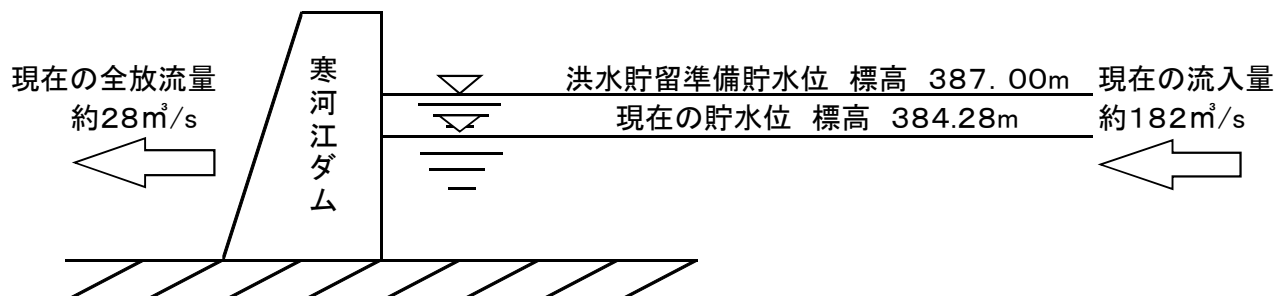 現在の全放流量
約28㎥/s
寒河江ダム
洪水貯留準備貯水位 標高 387.00m
現在の貯水位 標高 384.28m
現在の流入量
約182㎥/s